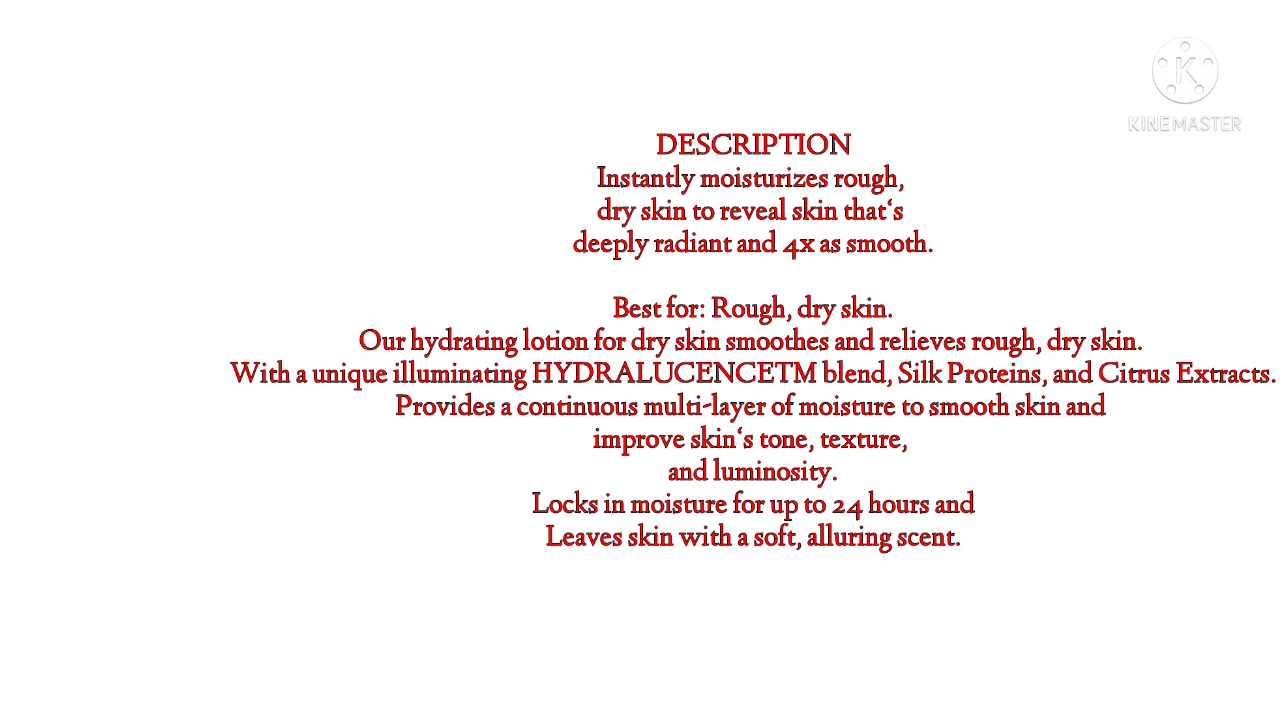 KINEMASTER
DESCRIPTION
Instantly moisturizes rough,
dry skin to reveal skin that‘s
deeply radiant and 4x as smooth.
Best for: Rough, dry skin.
Our hydrating lotion for dry skin smoothes and relieves rough, dry skin.
With a unique illuminating HYDRALUCENCETM blend, Silk Proteins, and Citrus Extracts.
Provides a continuous multi-layer of moisture to smooth skin and
improve skin‘s tone, texture,
and luminosity.
Locks in moisture for up to 24 hours and
Leaves skin with a soft, alluring scent.